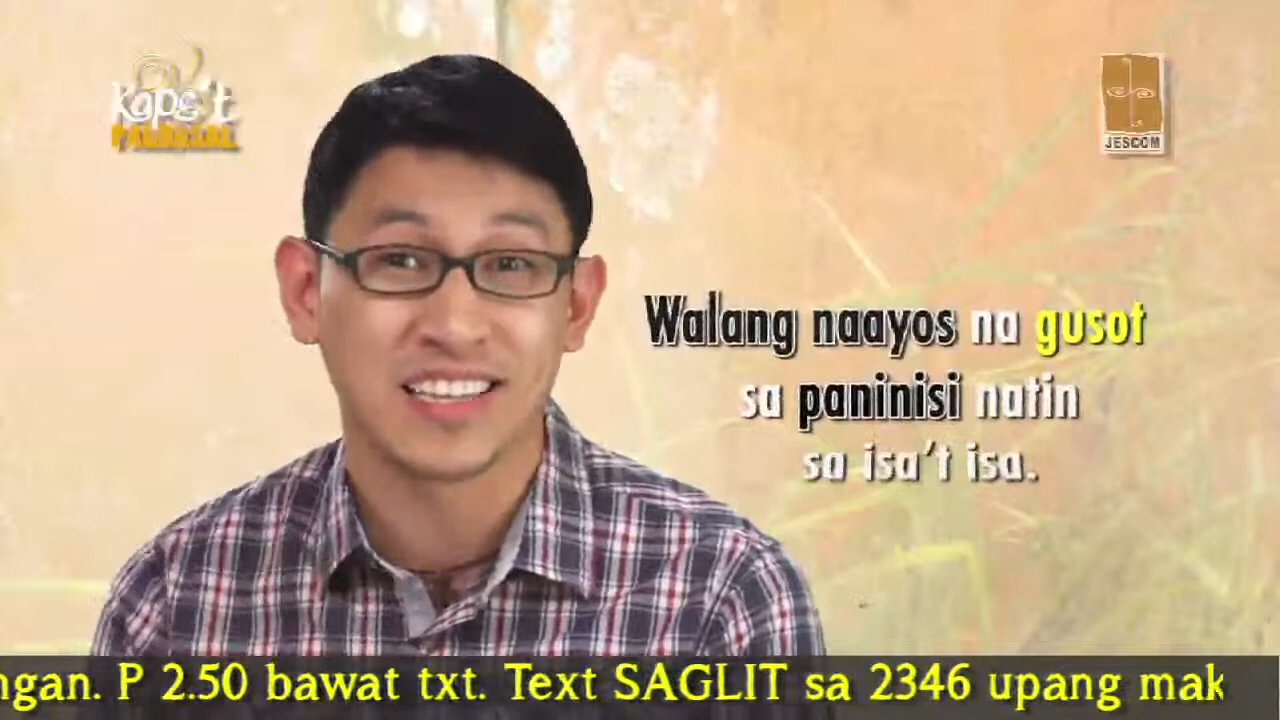 Kape't
PANDASAL
JESCOM
Walang naayos na gusot
sa paninisi natin
sa isa't isa.
ngan. P 2.50 bawat txt. Text SAGLIT sa 2346 upang mak